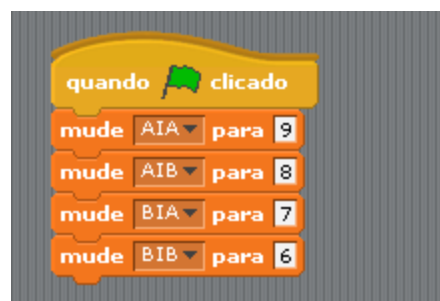 quando clicado
mude AIA para 9
mude AIB para 8
mude BIA para 7
mude BIB para 6